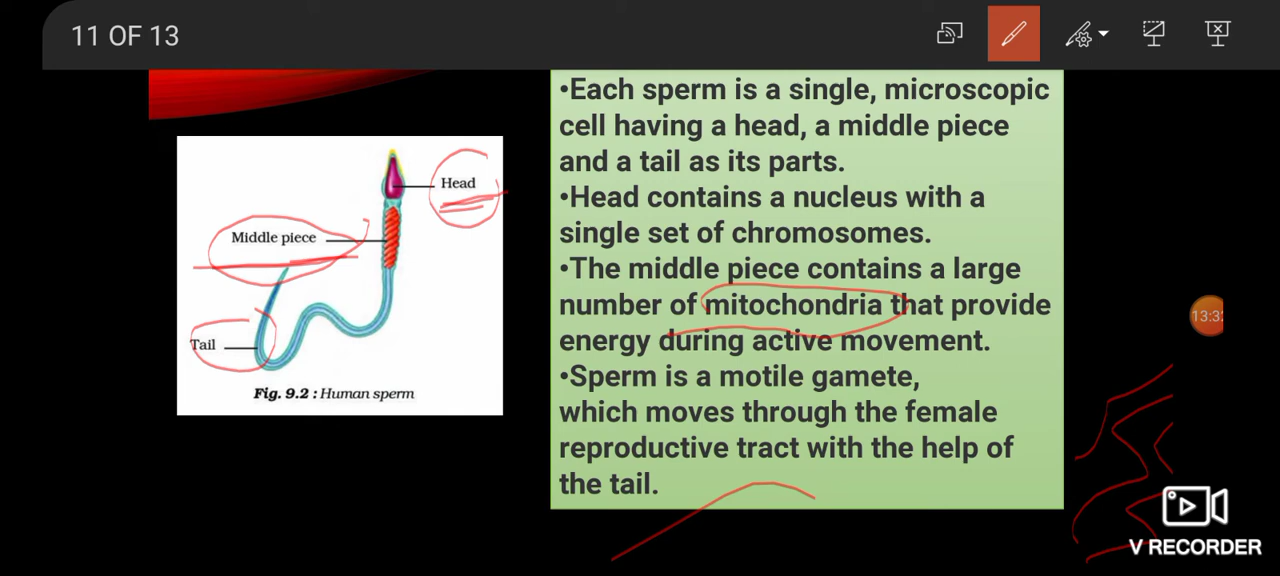 11 OF 13
Head
Middle piece
Tail
Fig. 9.2 : Human sperm
•Each sperm is a single, microscopic
cell having a head, a middle piece
and a tail as its parts.
•Head contains a nucleus with a
single set of chromosomes.
•The middle piece contains a large
number of mitochondria that provide
energy during active movement.
•Sperm is a motile gamete,
which moves through the female
reproductive tract with the help of
the tail.
V RECORDER